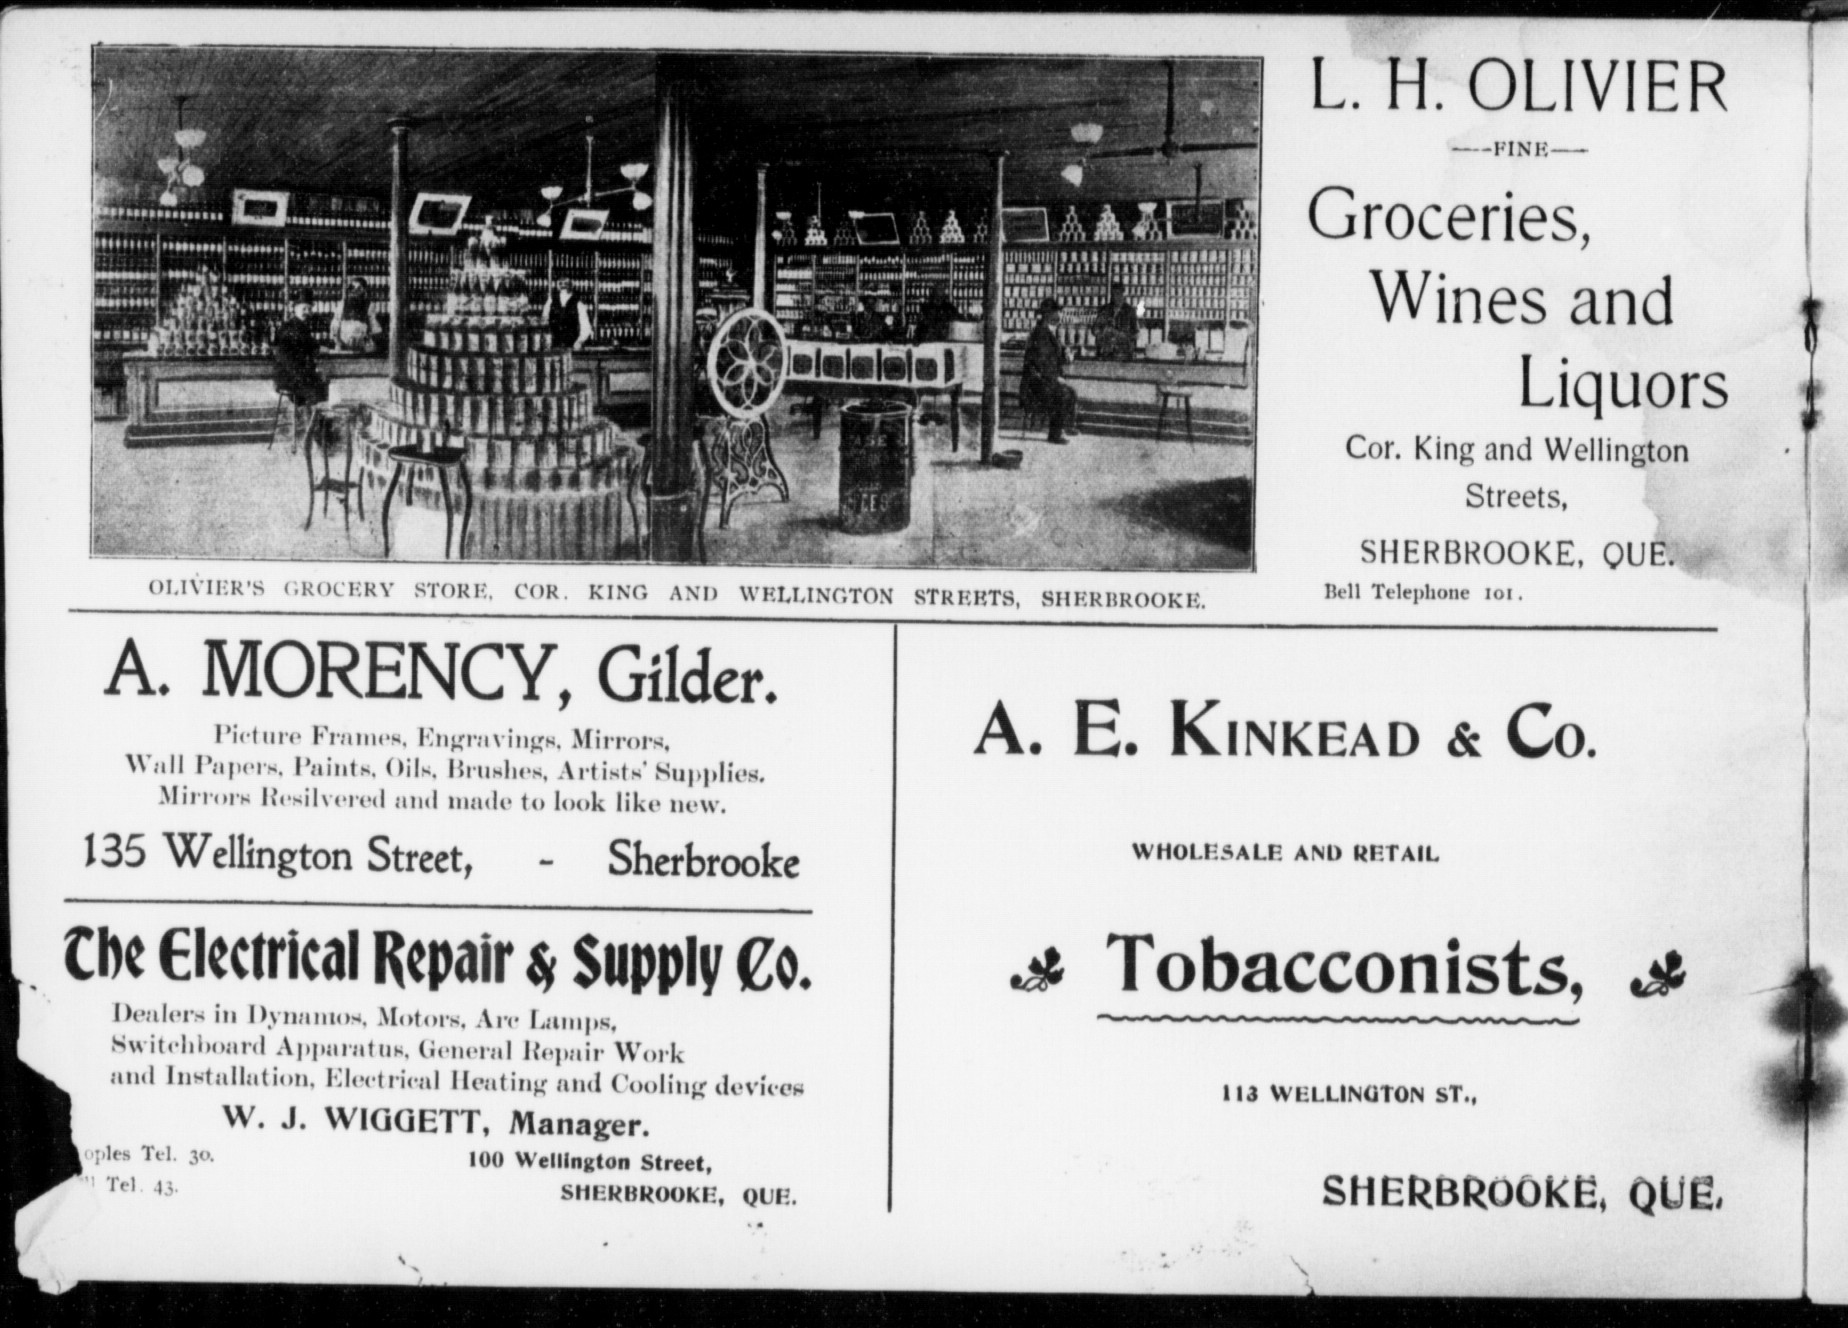 L. H. OLIVIER
FINE
Groceries,
Wines and
Liquors
Cor. King and Wellington
Streets,
SHERBROOKE, QUE.
Bell Telephone 101.
OLIVIER'S GROCERY STORE, COR. KING AND WELLINGTON STREETS, SHERBROOKE.
A. MORENCY, Gilder.
Picture Frames, Engravings, Mirrors,
Wall Papers, Paints, Oils, Brushes, Artists' Supplies.
Mirrors Resilvered and made to look like new.
135 Wellington Street, - Sherbrooke
The Electrical Repair & Supply Co.
Dealers in Dynamos, Motors, Arc Lamps,
Switchboard Apparatus, General Repair Work
and Installation, Electrical Heating and Cooling devices
W. J. WIGGETT, Manager.
oples Tel. 30.
100 Wellington Street,
Tel. 43.
SHERBROOKE, QUE.
A. E. KINKEAD & CO.
WHOLESALE AND RETAIL
Tobacconists,
113 WELLINGTON ST.,
SHERBROOKE, QUE.